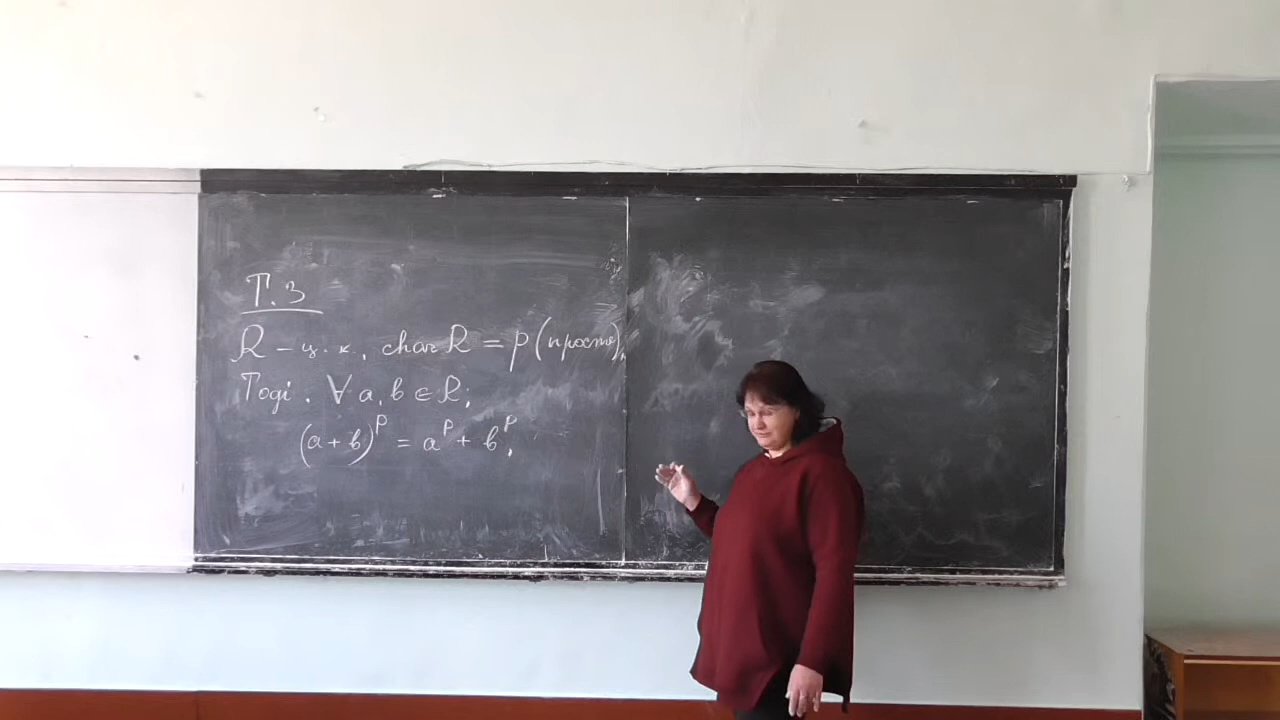 Т.3
R – ц. к., char R = p (просте),
Тоді. ∀ a, b ∈ R;
(a + b)^p = a^p + b^p;